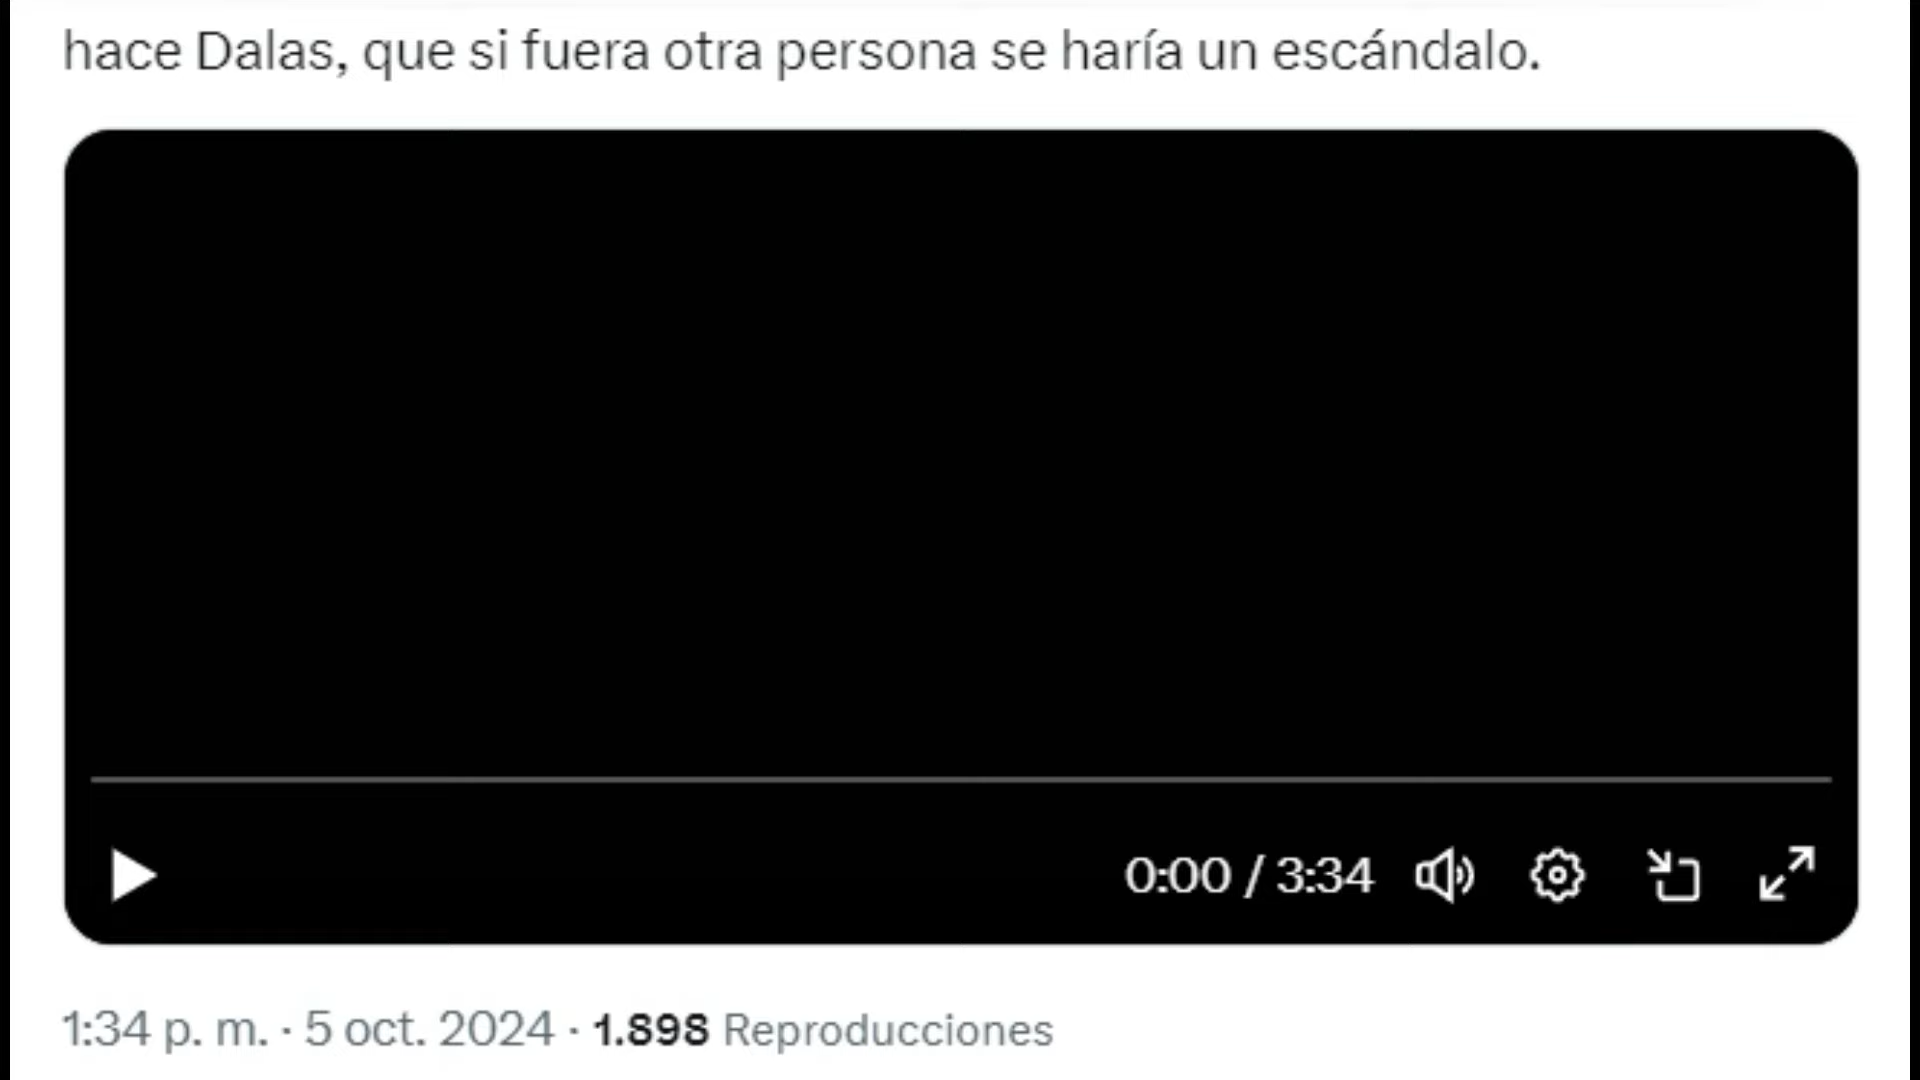 hace Dalas, que si fuera otra persona se haría un escándalo.
0:00 / 3:34
1:34 p. m. · 5 oct. 2024 · 1.898 Reproducciones